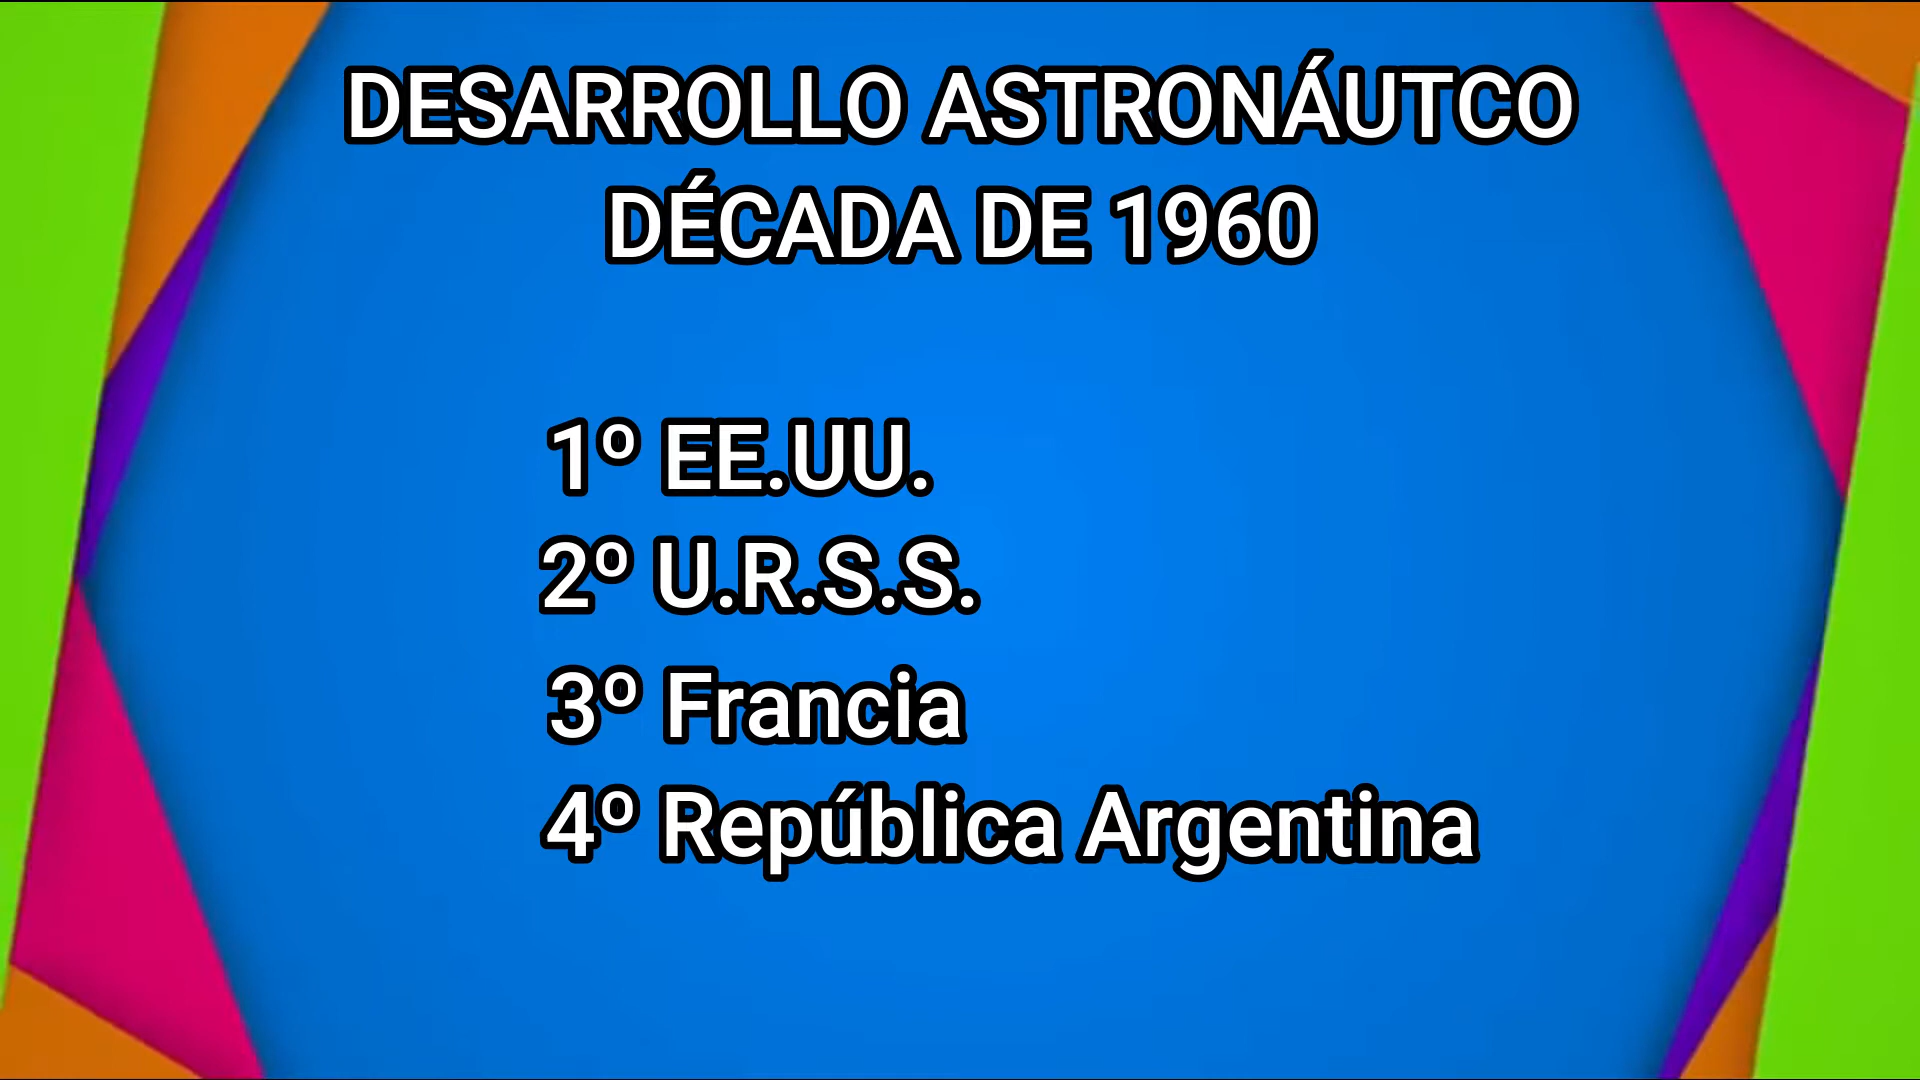 DESARROLLO ASTRONÁUTCO
DÉCADA DE 1960
1º EE.UU.
2º U.R.S.S.
3º Francia
4º República Argentina